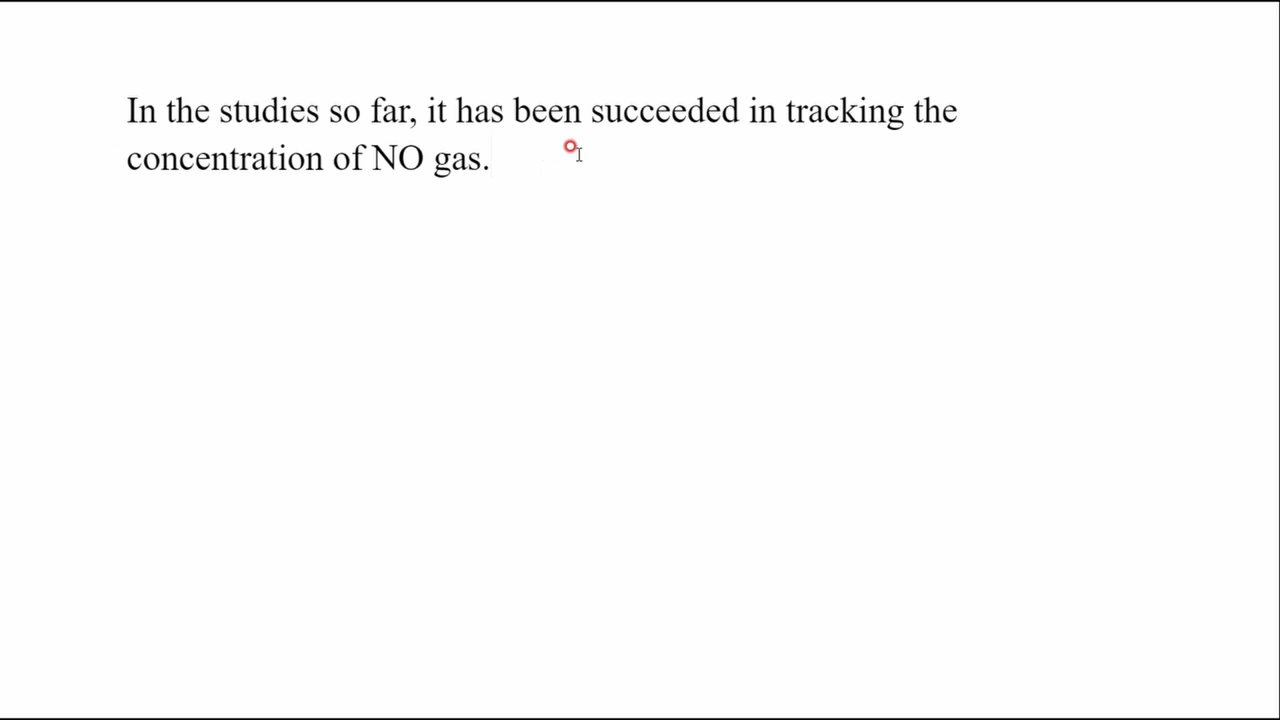 In the studies so far, it has been succeeded in tracking the
concentration of NO gas.